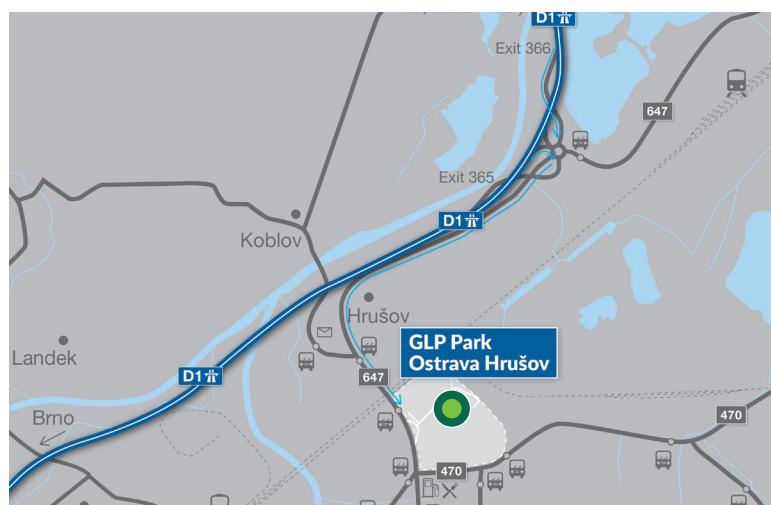 D1
Exit 366
647
Exit 365
D1
Koblov
Hrušov
GLP Park
Ostrava Hrušov
Landek
D1
647
Brno
470
470